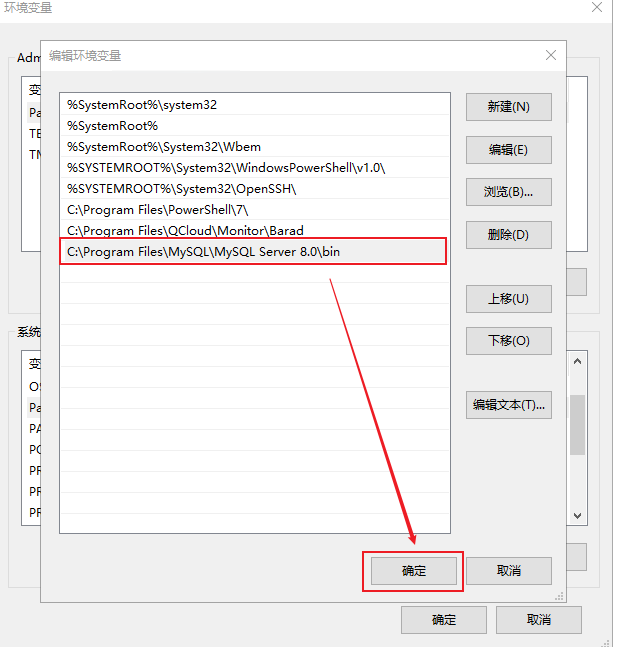 环境变量
Adm
编辑环境变量
变
Pa
TE
TM
%SystemRoot%\system32
%SystemRoot%
%SystemRoot%\System32\Wbem
%SYSTEMROOT%\System32\WindowsPowerShell\v1.0\
%SYSTEMROOT%\System32\OpenSSH\
C:\Program Files\PowerShell\7\
C:\Program Files\QCloud\Monitor\Barad
C:\Program Files\MySQL\MySQL Server 8.0\bin
新建(N)
编辑(E)
浏览(B)...
删除(D)
上移(U)
下移(O)
编辑文本(T)...
系统
变
OS
Pa
PA
PC
PR
PR
PR
确定
取消
确定
取消